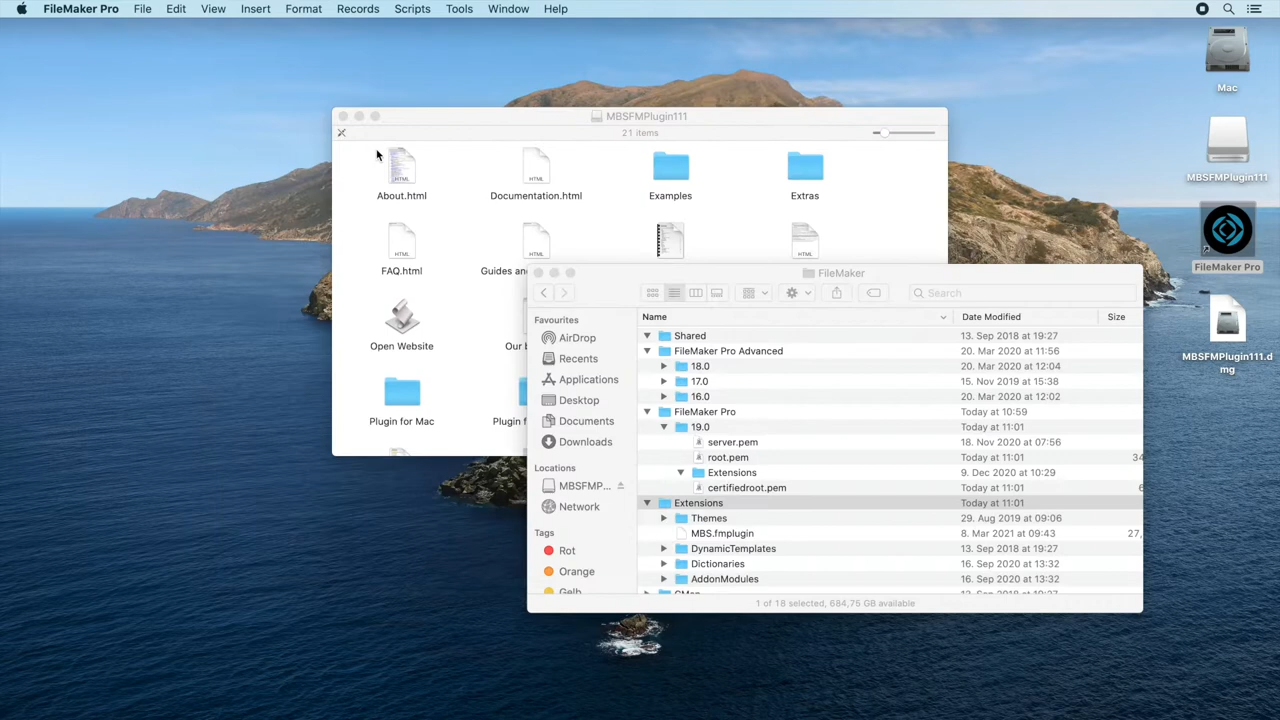 FileMaker Pro File Edit View Insert Format Records Scripts Tools Window Help
Mac
MBSFMPlugin111
FileMaker Pro
MBSFMPlugin111.d
mg
MBSFMPlugin111
21 items
About.html Documentation.html Examples Extras
FAQ.html Guides an
Open Website Our b
Plugin for Mac Plugin f
FileMaker
Search
Favourites
AirDrop
Recents
Applications
Desktop
Documents
Downloads
Locations
MBSFMP...
Network
Tags
Rot
Orange
Gelb
Name Date Modified Size
Shared 13. Sep 2018 at 19:27
FileMaker Pro Advanced 20. Mar 2020 at 11:56
18.0 20. Mar 2020 at 12:04
17.0 15. Nov 2019 at 15:38
16.0 20. Mar 2020 at 12:02
FileMaker Pro Today at 10:59
19.0 Today at 11:01
server.pem 18. Nov 2020 at 07:56
root.pem Today at 11:01 34
Extensions 9. Dec 2020 at 10:29
certifiedroot.pem Today at 11:01
Extensions Today at 11:01
Themes 29. Aug 2019 at 09:06
MBS.fmplugin 8. Mar 2021 at 09:43 27,
DynamicTemplates 13. Sep 2018 at 19:27
Dictionaries 16. Sep 2020 at 13:32
AddonModules 16. Sep 2020 at 13:32
1 of 18 selected, 684,75 GB available